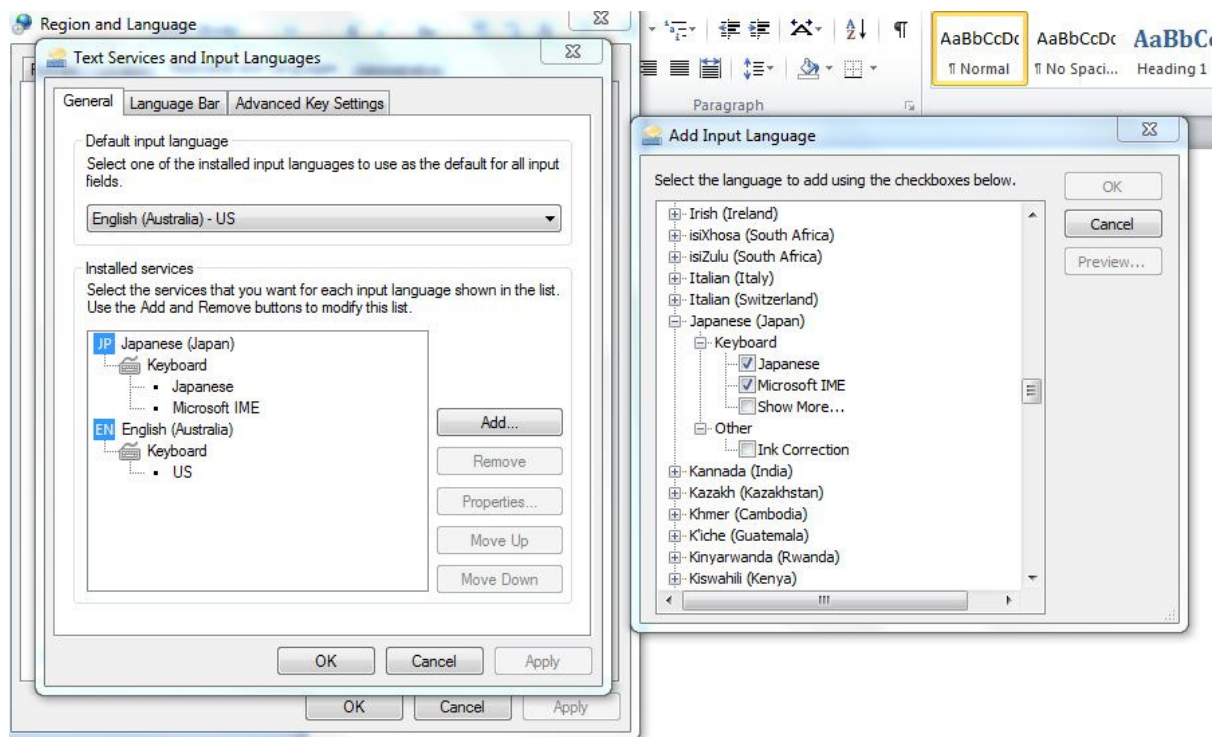 Region and Language
Text Services and Input Languages
General
Language Bar
Advanced Key Settings
Default input language
Select one of the installed input languages to use as the default for all input
fields.
English (Australia) - US
Installed services
Select the services that you want for each input language shown in the list.
Use the Add and Remove buttons to modify this list.
JP Japanese (Japan)
Keyboard
Japanese
Microsoft IME
EN English (Australia)
Keyboard
US
Add...
Remove
Properties...
Move Up
Move Down
OK
Cancel
Apply
OK
Cancel
Apply
Paragraph
AaBbCcDc
¶ Normal
AaBbCcDc
¶ No Spaci...
AaBbC
Heading 1
Add Input Language
Select the language to add using the checkboxes below.
Irish (Ireland)
isiXhosa (South Africa)
isiZulu (South Africa)
Italian (Italy)
Italian (Switzerland)
Japanese (Japan)
Keyboard
Japanese
Microsoft IME
Show More...
Other
Ink Correction
Kannada (India)
Kazakh (Kazakhstan)
Khmer (Cambodia)
K'iche (Guatemala)
Kinyarwanda (Rwanda)
Kiswahili (Kenya)
OK
Cancel
Preview...